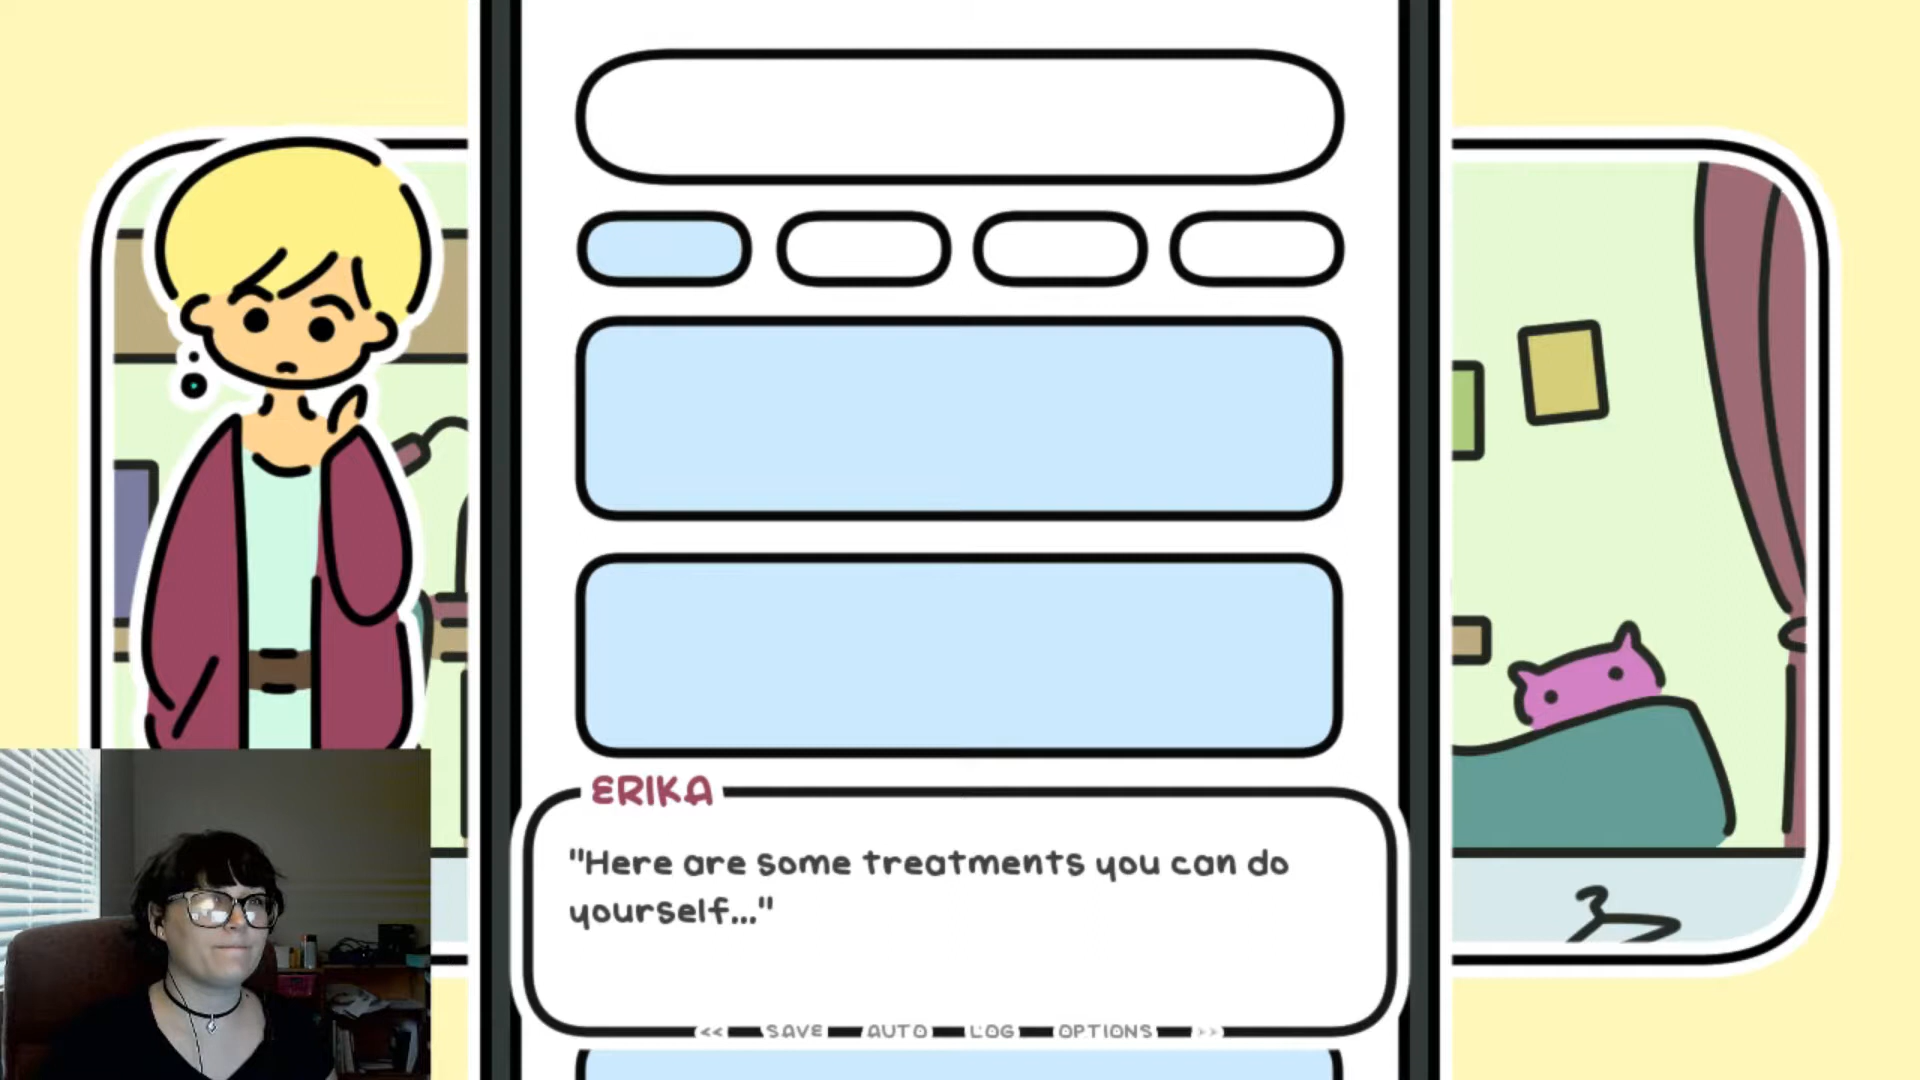 ERIKA
"Here are some treatments you can do
yourself..."
<< SAVE AUTO LOG OPTIONS >>